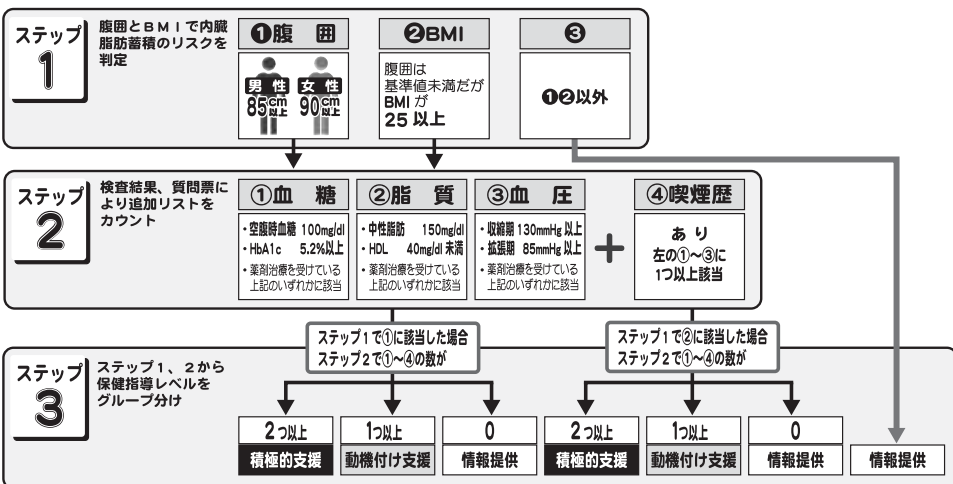 ステップ
1
腹囲とBMIで内臓
脂肪蓄積のリスクを
判定
❶腹 囲
男 性
85cm以上
女 性
90cm以上
❷BMI
腹囲は
基準値未満だが
BMI が
25 以上
❸
❶❷以外
ステップ
2
検査結果、質問票に
より追加リストを
カウント
①血 糖
・空腹時血糖 100mg/dl
・HbA1c 5.2%以上
・薬剤治療を受けている
上記のいずれかに該当
②脂 質
・中性脂肪 150mg/dl
・HDL 40mg/dl 未満
・薬剤治療を受けている
上記のいずれかに該当
③血 圧
・収縮期 130mmHg 以上
・拡張期 85mmHg 以上
・薬剤治療を受けている
上記のいずれかに該当
+
④喫煙歴
あ り
左の①〜③に
1つ以上該当
ステップ1で①に該当した場合
ステップ2で①〜④の数が
ステップ1で②に該当した場合
ステップ2で①〜④の数が
ステップ
3
ステップ1、2から
保健指導レベルを
グループ分け
2つ以上
積極的支援
1つ以上
動機付け支援
0
情報提供
2つ以上
積極的支援
1つ以上
動機付け支援
0
情報提供
情報提供